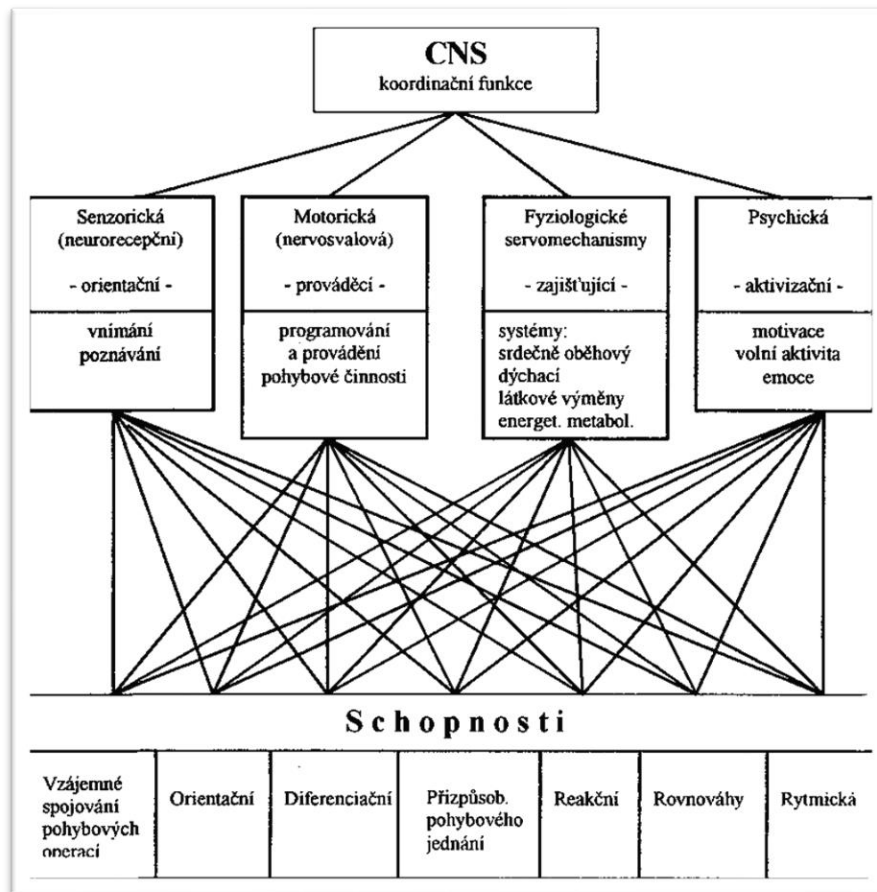 CNS
koordinační funkce
Senzorická
(neurorecepční)
- orientační -
vnímání
poznávání
Motorická
(nervosvalová)
- prováděcí -
programování
a provádění
pohybové činnosti
Fyziologické
servomechanismy
- zajišťující -
systémy:
srdečně oběhový
dýchací
látkové výměny
energet. metabol.
Psychická
- aktivizační -
motivace
volní aktivita
emoce
Schopnosti
Vzájemné
spojování
pohybových
operací
Orientační
Diferenciační
Přizpůsob.
pohybového
jednání
Reakční
Rovnováhy
Rytmická